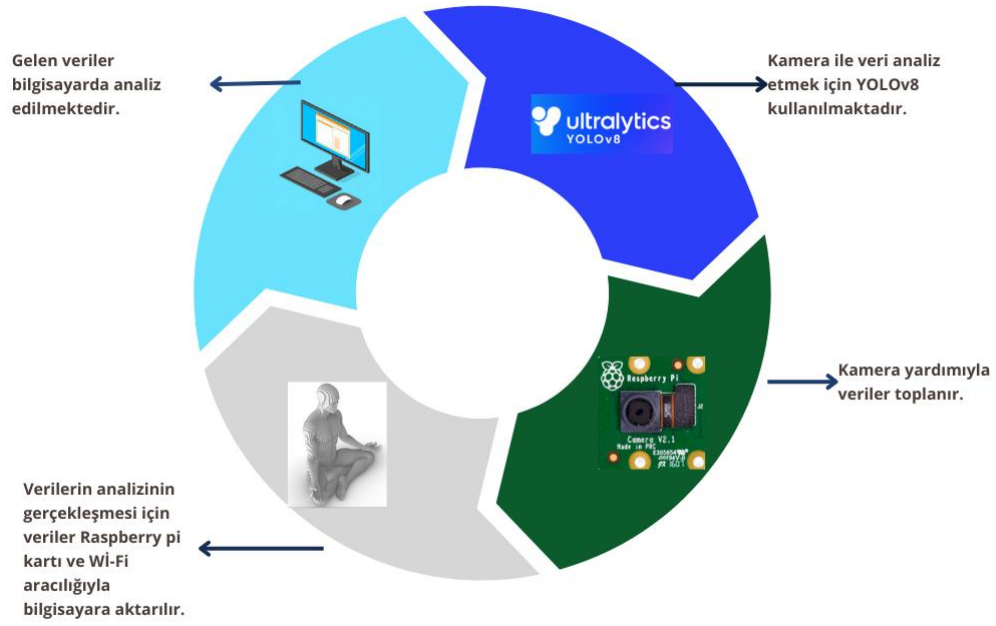 Gelen veriler
bilgisayarda analiz
edilmektedir.
Kamera ile veri analiz
etmek için YOLOv8
kullanılmaktadır.
ultralytics
YOLOv8
Kamera yardımıyla
veriler toplanır.
Raspberry Pi
Camera V2.1
Made in PRC
Verilerin analizinin
gerçekleşmesi için
veriler Raspberry pi
kartı ve Wİ-Fi
aracılığıyla
bilgisayara aktarılır.